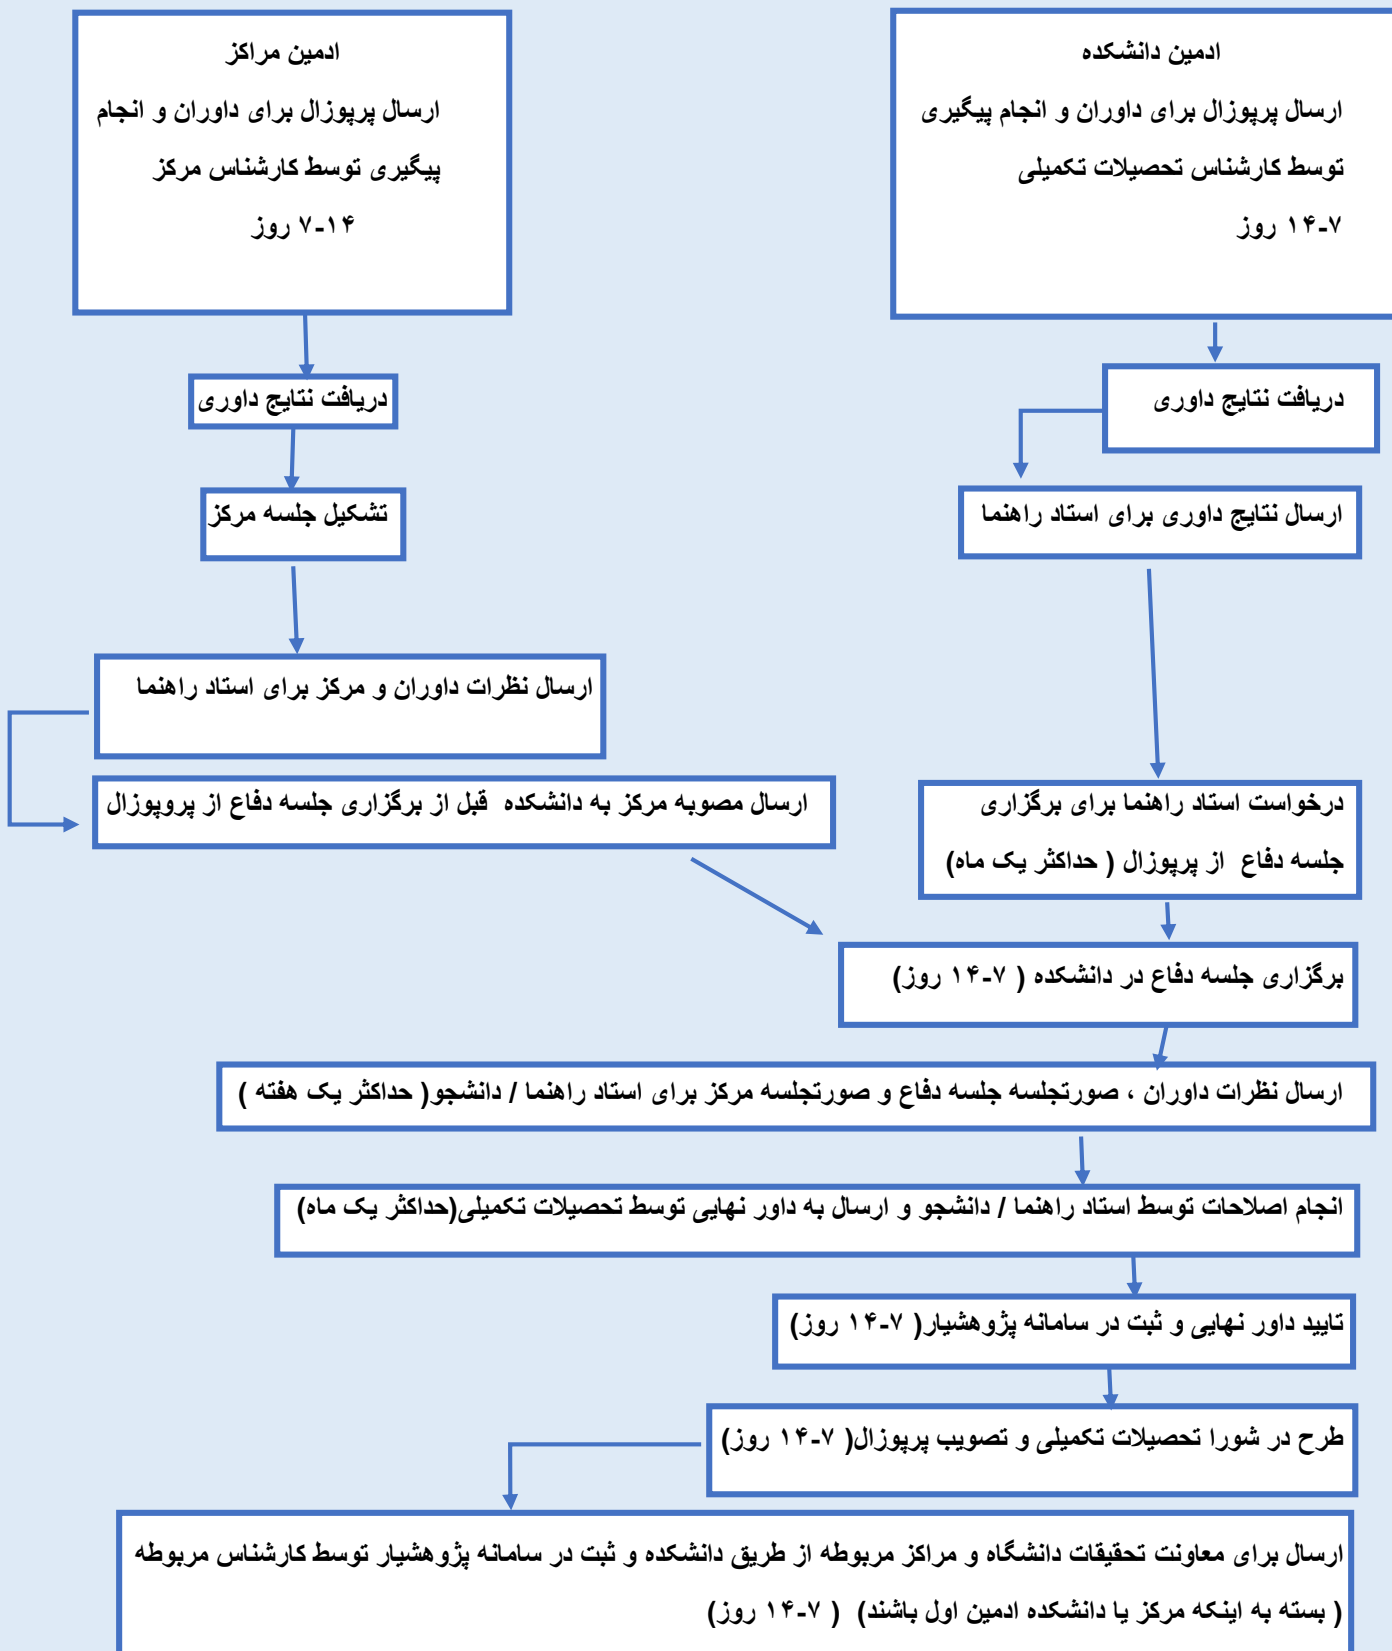 ادمین دانشکده
ارسال پرپوزال برای داوران و انجام پیگیری
توسط کارشناس تحصیلات تکمیلی
۷-۱۴ روز
ادمین مراکز
ارسال پرپوزال برای داوران و انجام
پیگیری توسط کارشناس مرکز
۷-۱۴ روز
دریافت نتایج داوری
دریافت نتایج داوری
ارسال نتایج داوری برای استاد راهنما
تشکیل جلسه مرکز
ارسال نظرات داوران و مرکز برای استاد راهنما
ارسال مصوبه مرکز به دانشکده قبل از برگزاری جلسه دفاع از پروپوزال
درخواست استاد راهنما برای برگزاری
جلسه دفاع از پرپوزال ( حداکثر یک ماه)
برگزاری جلسه دفاع در دانشکده ( ۷-۱۴ روز)
ارسال نظرات داوران ، صورتجلسه جلسه دفاع و صورتجلسه مرکز برای استاد راهنما / دانشجو( حداکثر یک هفته )
انجام اصلاحات توسط استاد راهنما / دانشجو و ارسال به داور نهایی توسط تحصیلات تکمیلی(حداکثر یک ماه)
تایید داور نهایی و ثبت در سامانه پژوهشیار( ۷-۱۴ روز)
طرح در شورا تحصیلات تکمیلی و تصویب پرپوزال( ۷-۱۴ روز)
ارسال برای معاونت تحقیقات دانشگاه و مراکز مربوطه از طریق دانشکده و ثبت در سامانه پژوهشیار توسط کارشناس مربوطه
( بسته به اینکه مرکز یا دانشکده ادمین اول باشند) ( ۷-۱۴ روز)